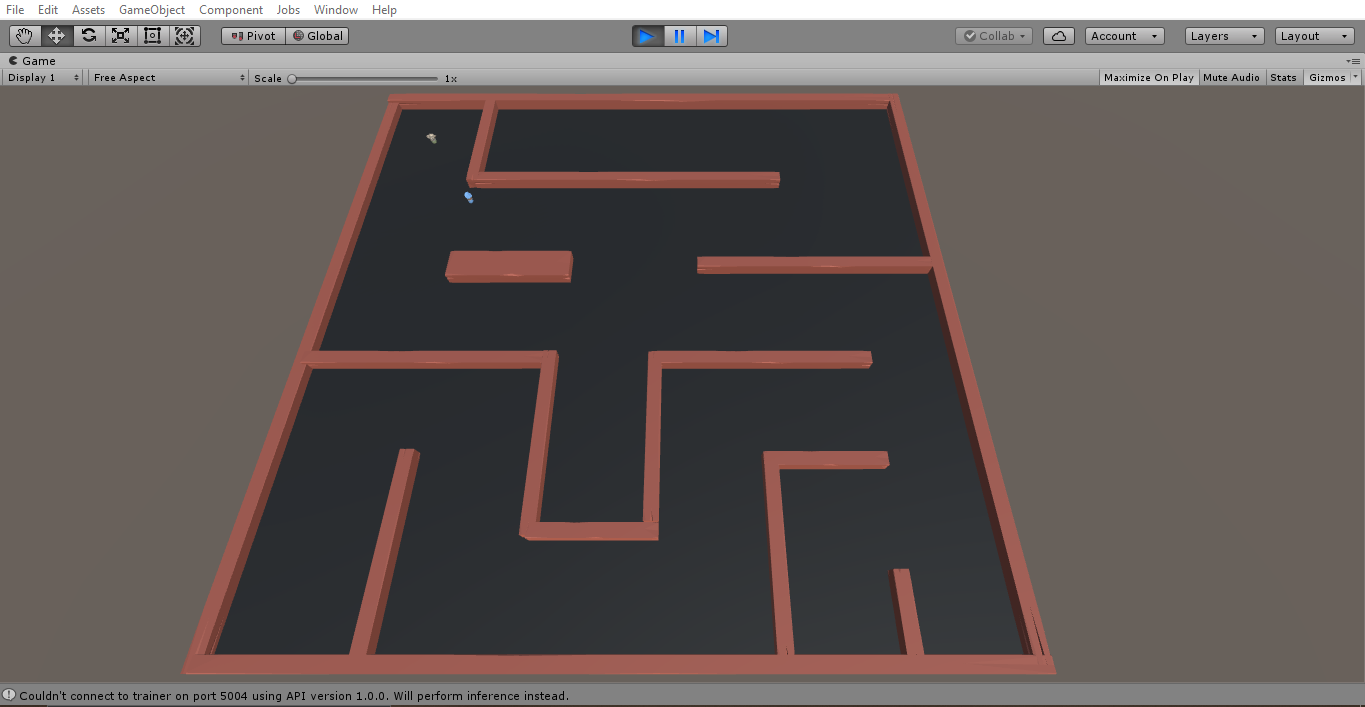 File Edit Assets GameObject Component Jobs Window Help
Pivot Global Collab Account Layers Layout
Game
Display 1 Free Aspect Scale 1x Maximize On Play Mute Audio Stats Gizmos
Couldn't connect to trainer on port 5004 using API version 1.0.0. Will perform inference instead.